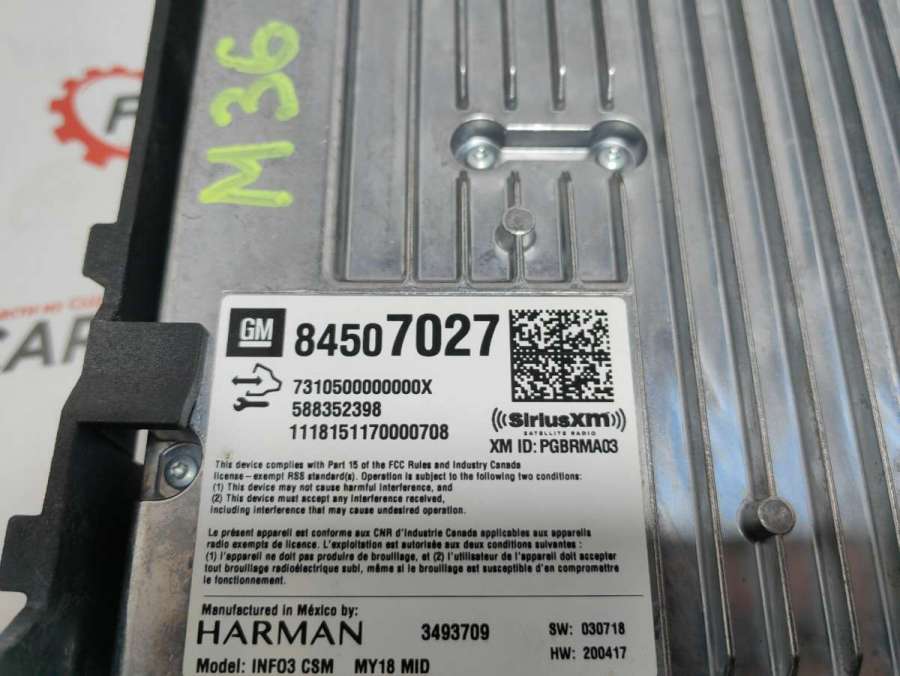 M36
GM
84507027
7310500000000X
588352398
1118151170000708
SiriusXM
SATELLITE RADIO
XM ID: PGBRMA03
This device complies with Part 15 of the FCC Rules and Industry Canada
license-exempt RSS standard(s). Operation is subject to the following two conditions:
(1) This device may not cause harmful interference, and
(2) This device must accept any interference received,
including interference that may cause undesired operation.
Le présent appareil est conforme aux CNR d'Industrie Canada applicables aux appareils
radio exempts de licence. L'exploitation est autorisée aux deux conditions suivantes :
(1) l'appareil ne doit pas produire de brouillage, et (2) l'utilisateur de l'appareil doit accepter
tout brouillage radioélectrique subi, même si le brouillage est susceptible d'en compromettre
le fonctionnement.
Manufactured in México by:
HARMAN 3493709 SW: 030718
HW: 200417
Model: INFO3 CSM MY18 MID
CAR